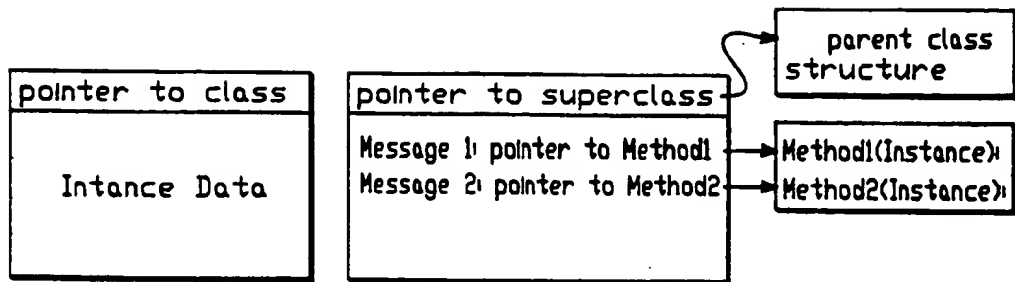 pointer to class
Intance Data
pointer to superclass
Message 1: pointer to Method1
Message 2: pointer to Method2
parent class
structure
Method1(Instance):
Method2(Instance):